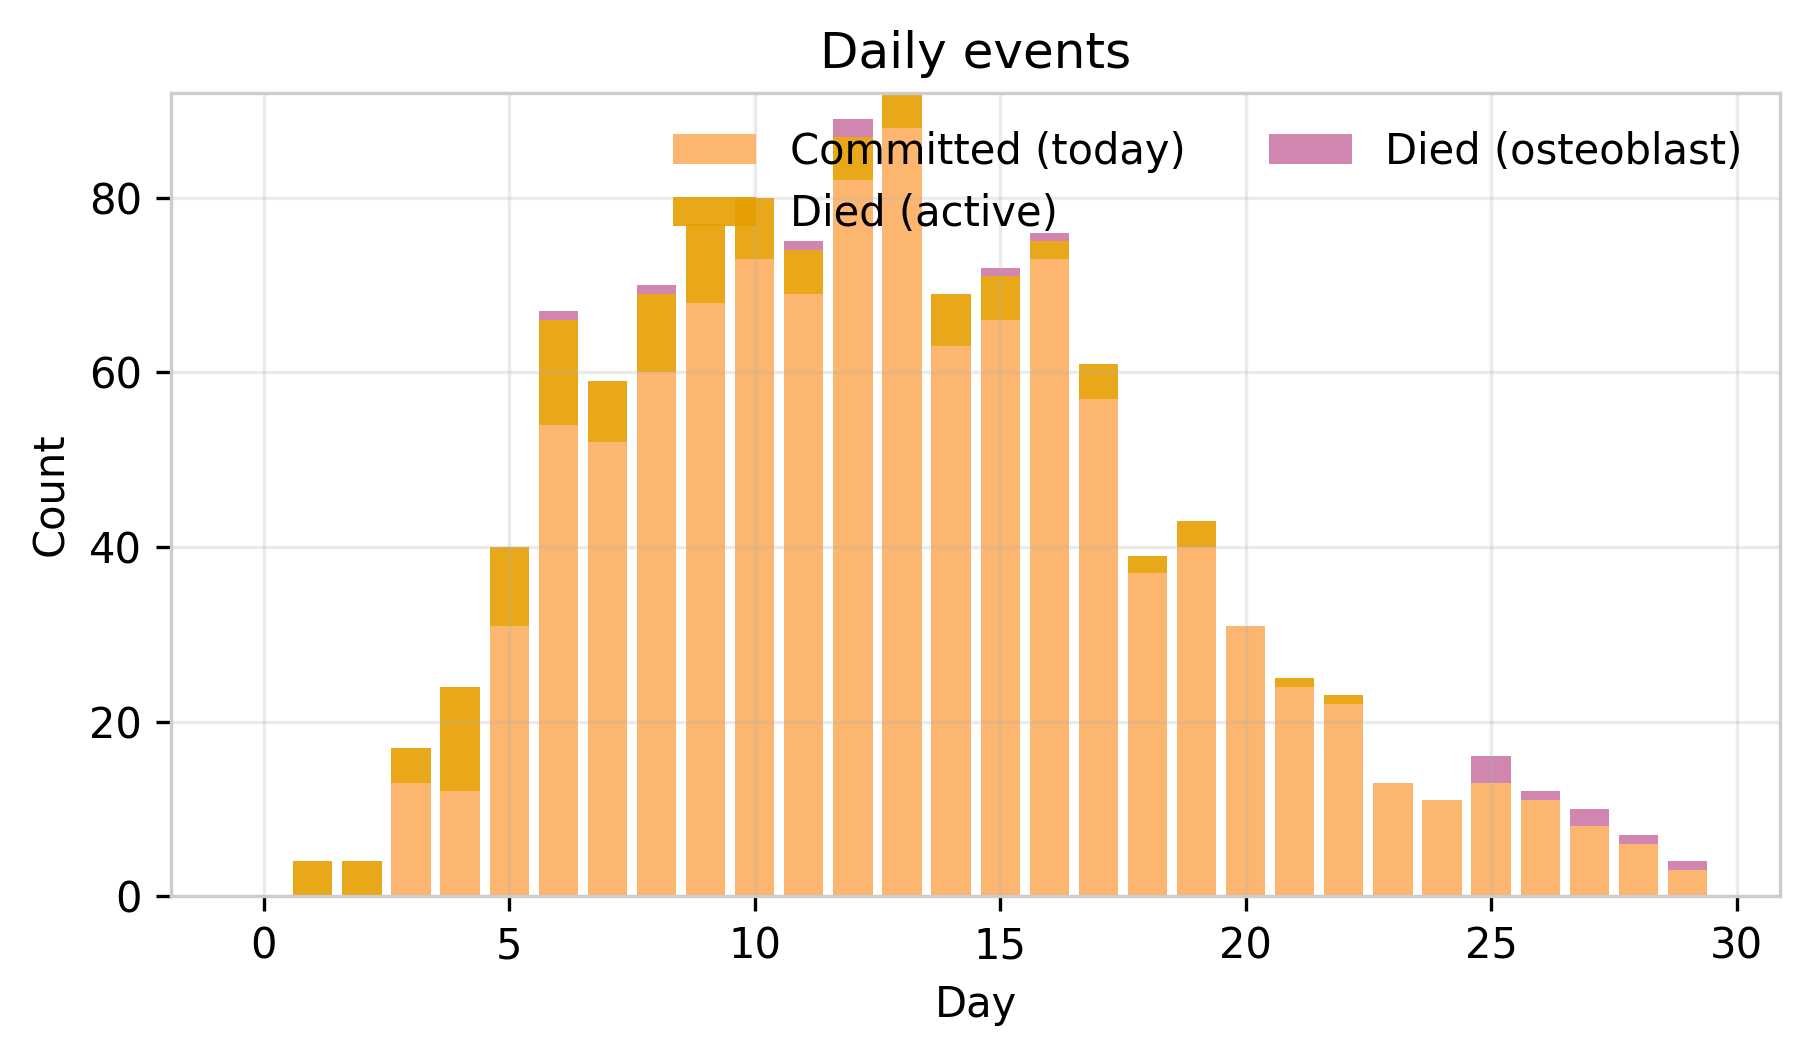 Daily events
Committed (today)
Died (active)
Died (osteoblast)
Count
80
60
40
20
0
0 5 10 15 20 25 30
Day